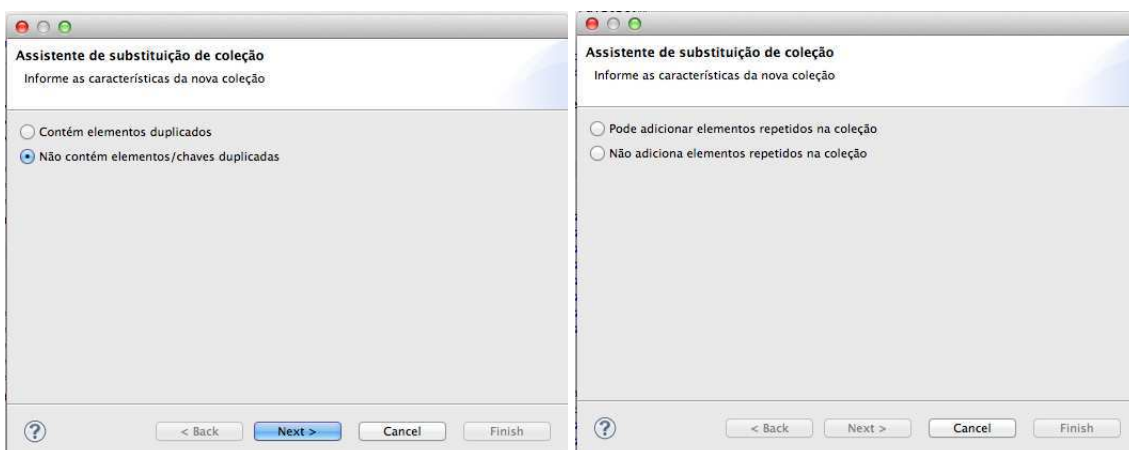 Assistente de substituição de coleção
Informe as características da nova coleção
Contém elementos duplicados
Não contém elementos/chaves duplicadas
?
< Back
Next >
Cancel
Finish
Assistente de substituição de coleção
Informe as características da nova coleção
Pode adicionar elementos repetidos na coleção
Não adiciona elementos repetidos na coleção
?
< Back
Next >
Cancel
Finish